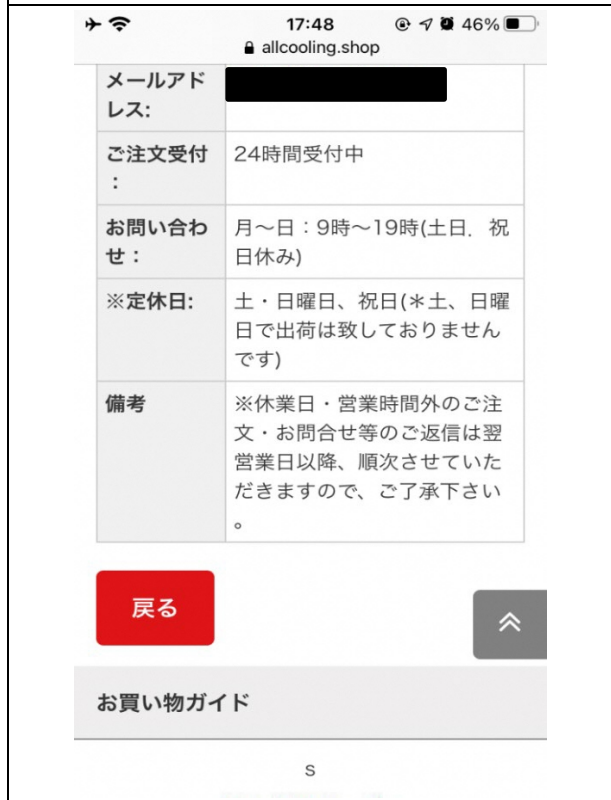 17:48
46%
allcooling.shop
メールアド
レス:
ご注文受付
:
24時間受付中
お問い合わ
せ：
月〜日：9時〜19時(土日．祝
日休み)
※定休日:
土・日曜日、祝日(＊土、日曜
日で出荷は致しておりません
です)
備考
※休業日・営業時間外のご注
文・お問合せ等のご返信は翌
営業日以降、順次させていた
だきますので、ご了承下さい
。
戻る
お買い物ガイド
s